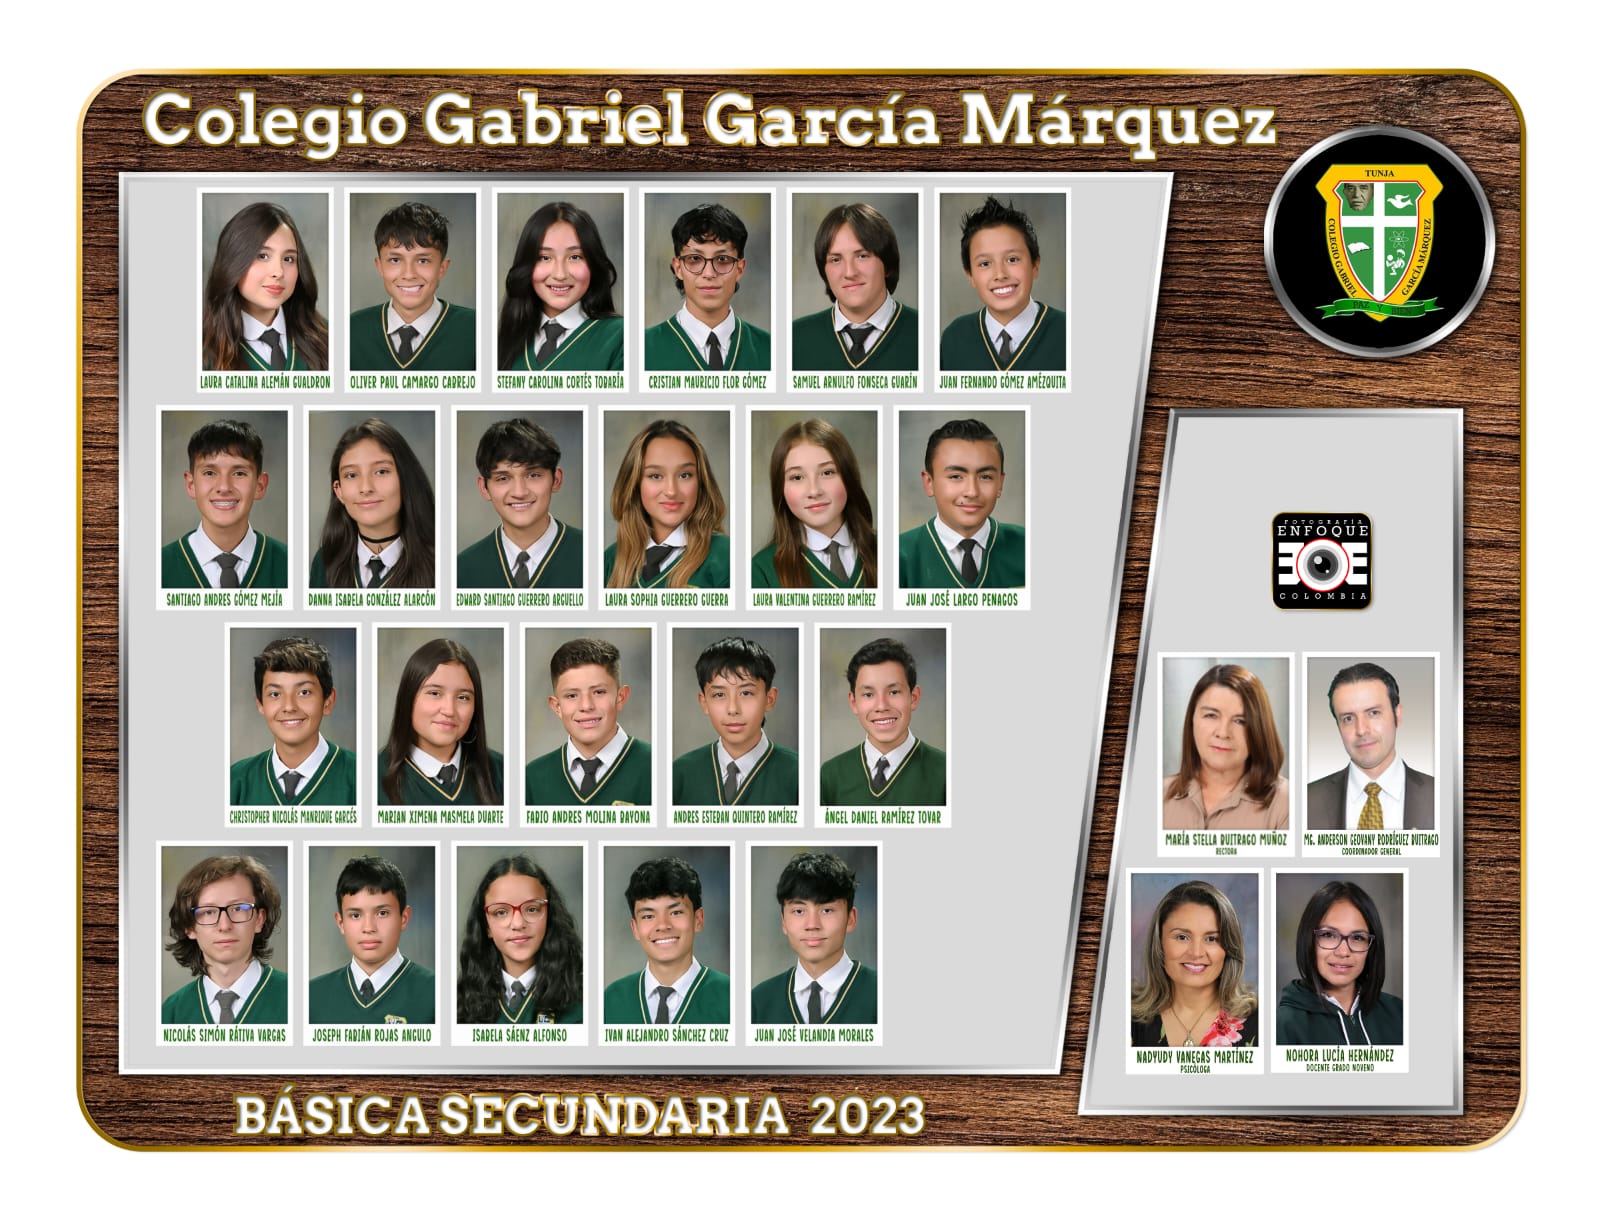 Colegio Gabriel García Márquez
TUNJA
COLEGIO GABRIEL
GARCÍA MÁRQUEZ
PAZ Y BIEN
LAURA CATALINA ALEMÁN GUALDRON
OLIVER PAUL CAMARGO CABREJO
STEFANY CAROLINA CORTÉS TOBARÍA
CRISTIAN MAURICIO FLOR GÓMEZ
SAMUEL ARNULFO FONSECA GUARÍN
JUAN FERNANDO GÓMEZ AMÉZQUITA
SANTIAGO ANDRES GÓMEZ MEJÍA
DANNA ISABELA GONZÁLEZ ALARCÓN
EDWARD SANTIAGO GUERRERO ARGUELLO
LAURA SOPHIA GUERRERO GUERRA
LAURA VALENTINA GUERRERO RAMÍREZ
JUAN JOSÉ LARGO PENAGOS
CHRISTOPHER NICOLÁS MANRIQUE GARCÉS
MARIAN XIMENA MASMELA DUARTE
FABIO ANDRES MOLINA BAYONA
ANDRES ESTEBAN QUINTERO RAMÍREZ
ÁNGEL DANIEL RAMÍREZ TOVAR
NICOLÁS SIMÓN RÁTIVA VARGAS
JOSEPH FABIÁN ROJAS ANGULO
ISABELA SÁENZ ALFONSO
IVAN ALEJANDRO SÁNCHEZ CRUZ
JUAN JOSÉ VELANDIA MORALES
FOTOGRAFÍA
ENFOQUE
COLOMBIA
MARÍA STELLA BUITRAGO MUÑOZ
RECTORA
MG. ANDERSON GEOVANY RODRÍGUEZ BUITRAGO
COORDINADOR GENERAL
NADYUDY VANEGAS MARTÍNEZ
PSICÓLOGA
NOHORA LUCÍA HERNÁNDEZ
DOCENTE GRADO NOVENO
BÁSICA SECUNDARIA 2023